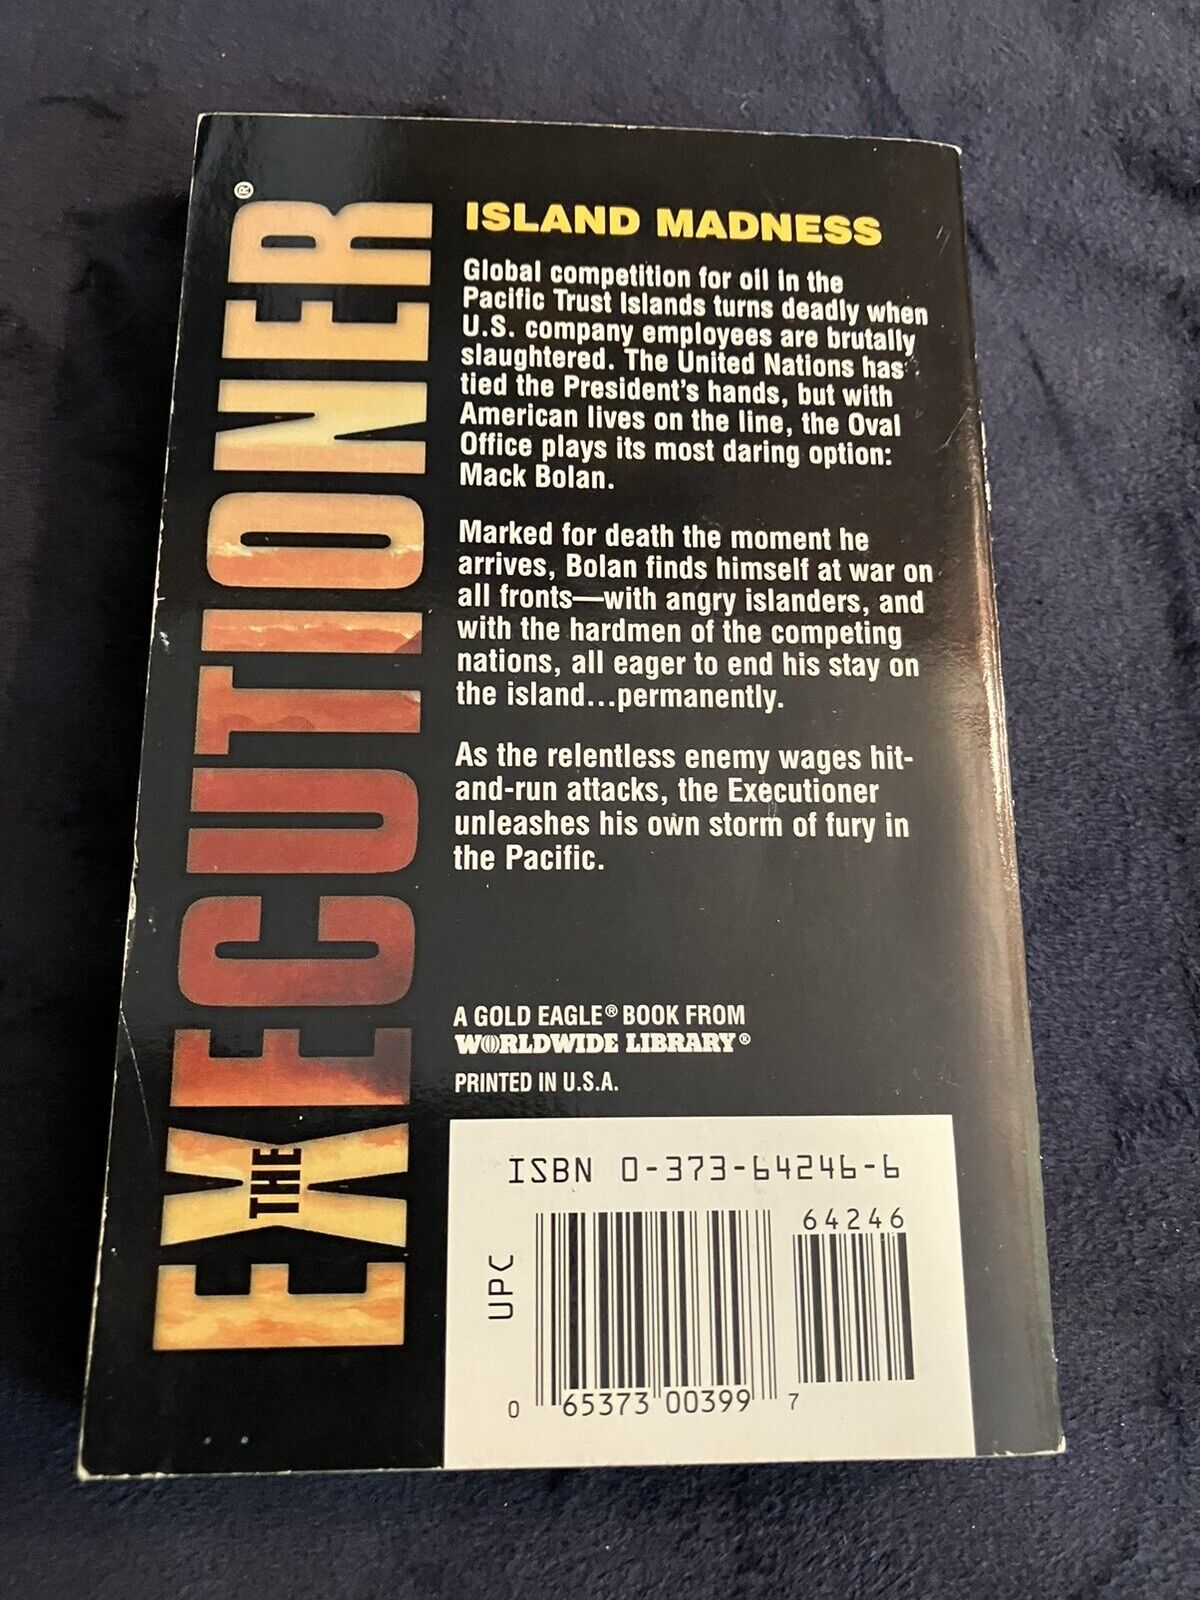 THE
EXECUTIONER®
ISLAND MADNESS
Global competition for oil in the
Pacific Trust Islands turns deadly when
U.S. company employees are brutally
slaughtered. The United Nations has
tied the President's hands, but with
American lives on the line, the Oval
Office plays its most daring option:
Mack Bolan.
Marked for death the moment he
arrives, Bolan finds himself at war on
all fronts—with angry islanders, and
with the hardmen of the competing
nations, all eager to end his stay on
the island...permanently.
As the relentless enemy wages hit-
and-run attacks, the Executioner
unleashes his own storm of fury in
the Pacific.
A GOLD EAGLE® BOOK FROM
WORLDWIDE LIBRARY®
PRINTED IN U.S.A.
ISBN 0-373-64246-6
64246
UPC
0 65373 00399 7